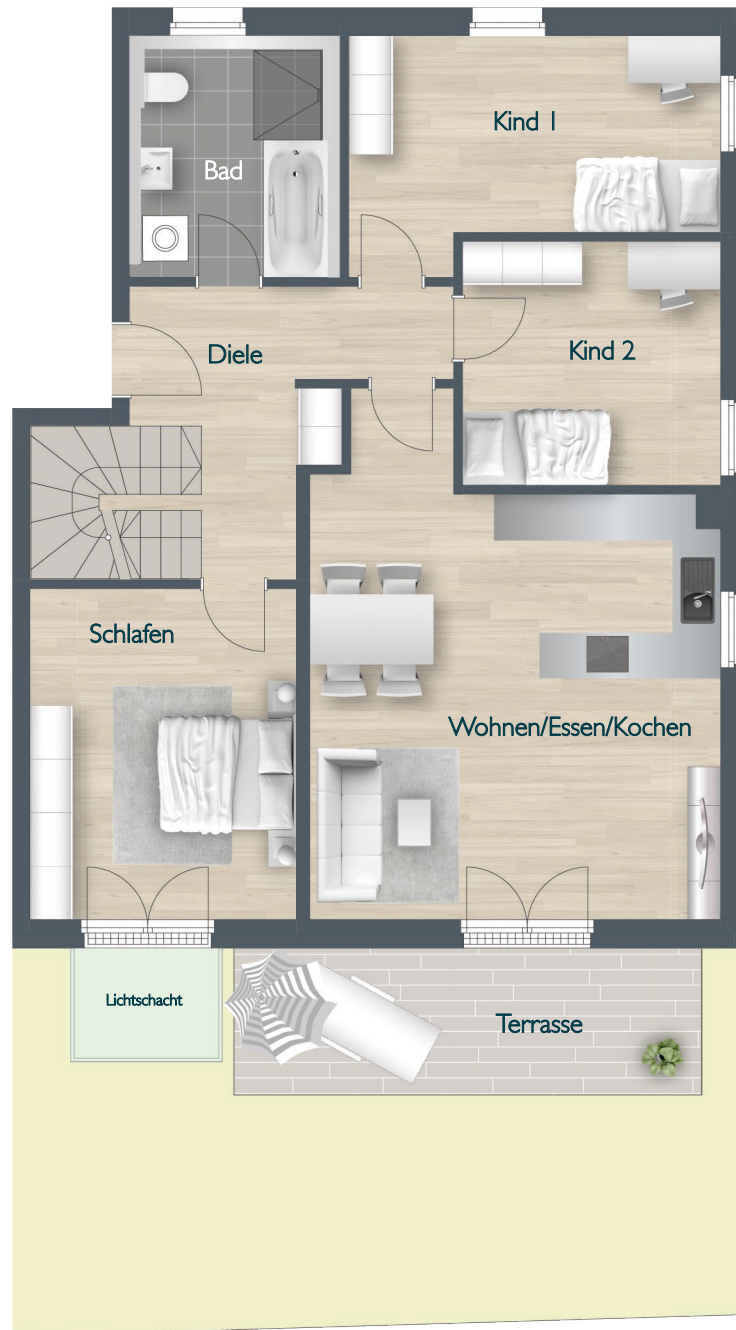 Kind 1
Bad
Kind 2
Diele
Schlafen
Wohnen/Essen/Kochen
Lichtschacht
Terrasse